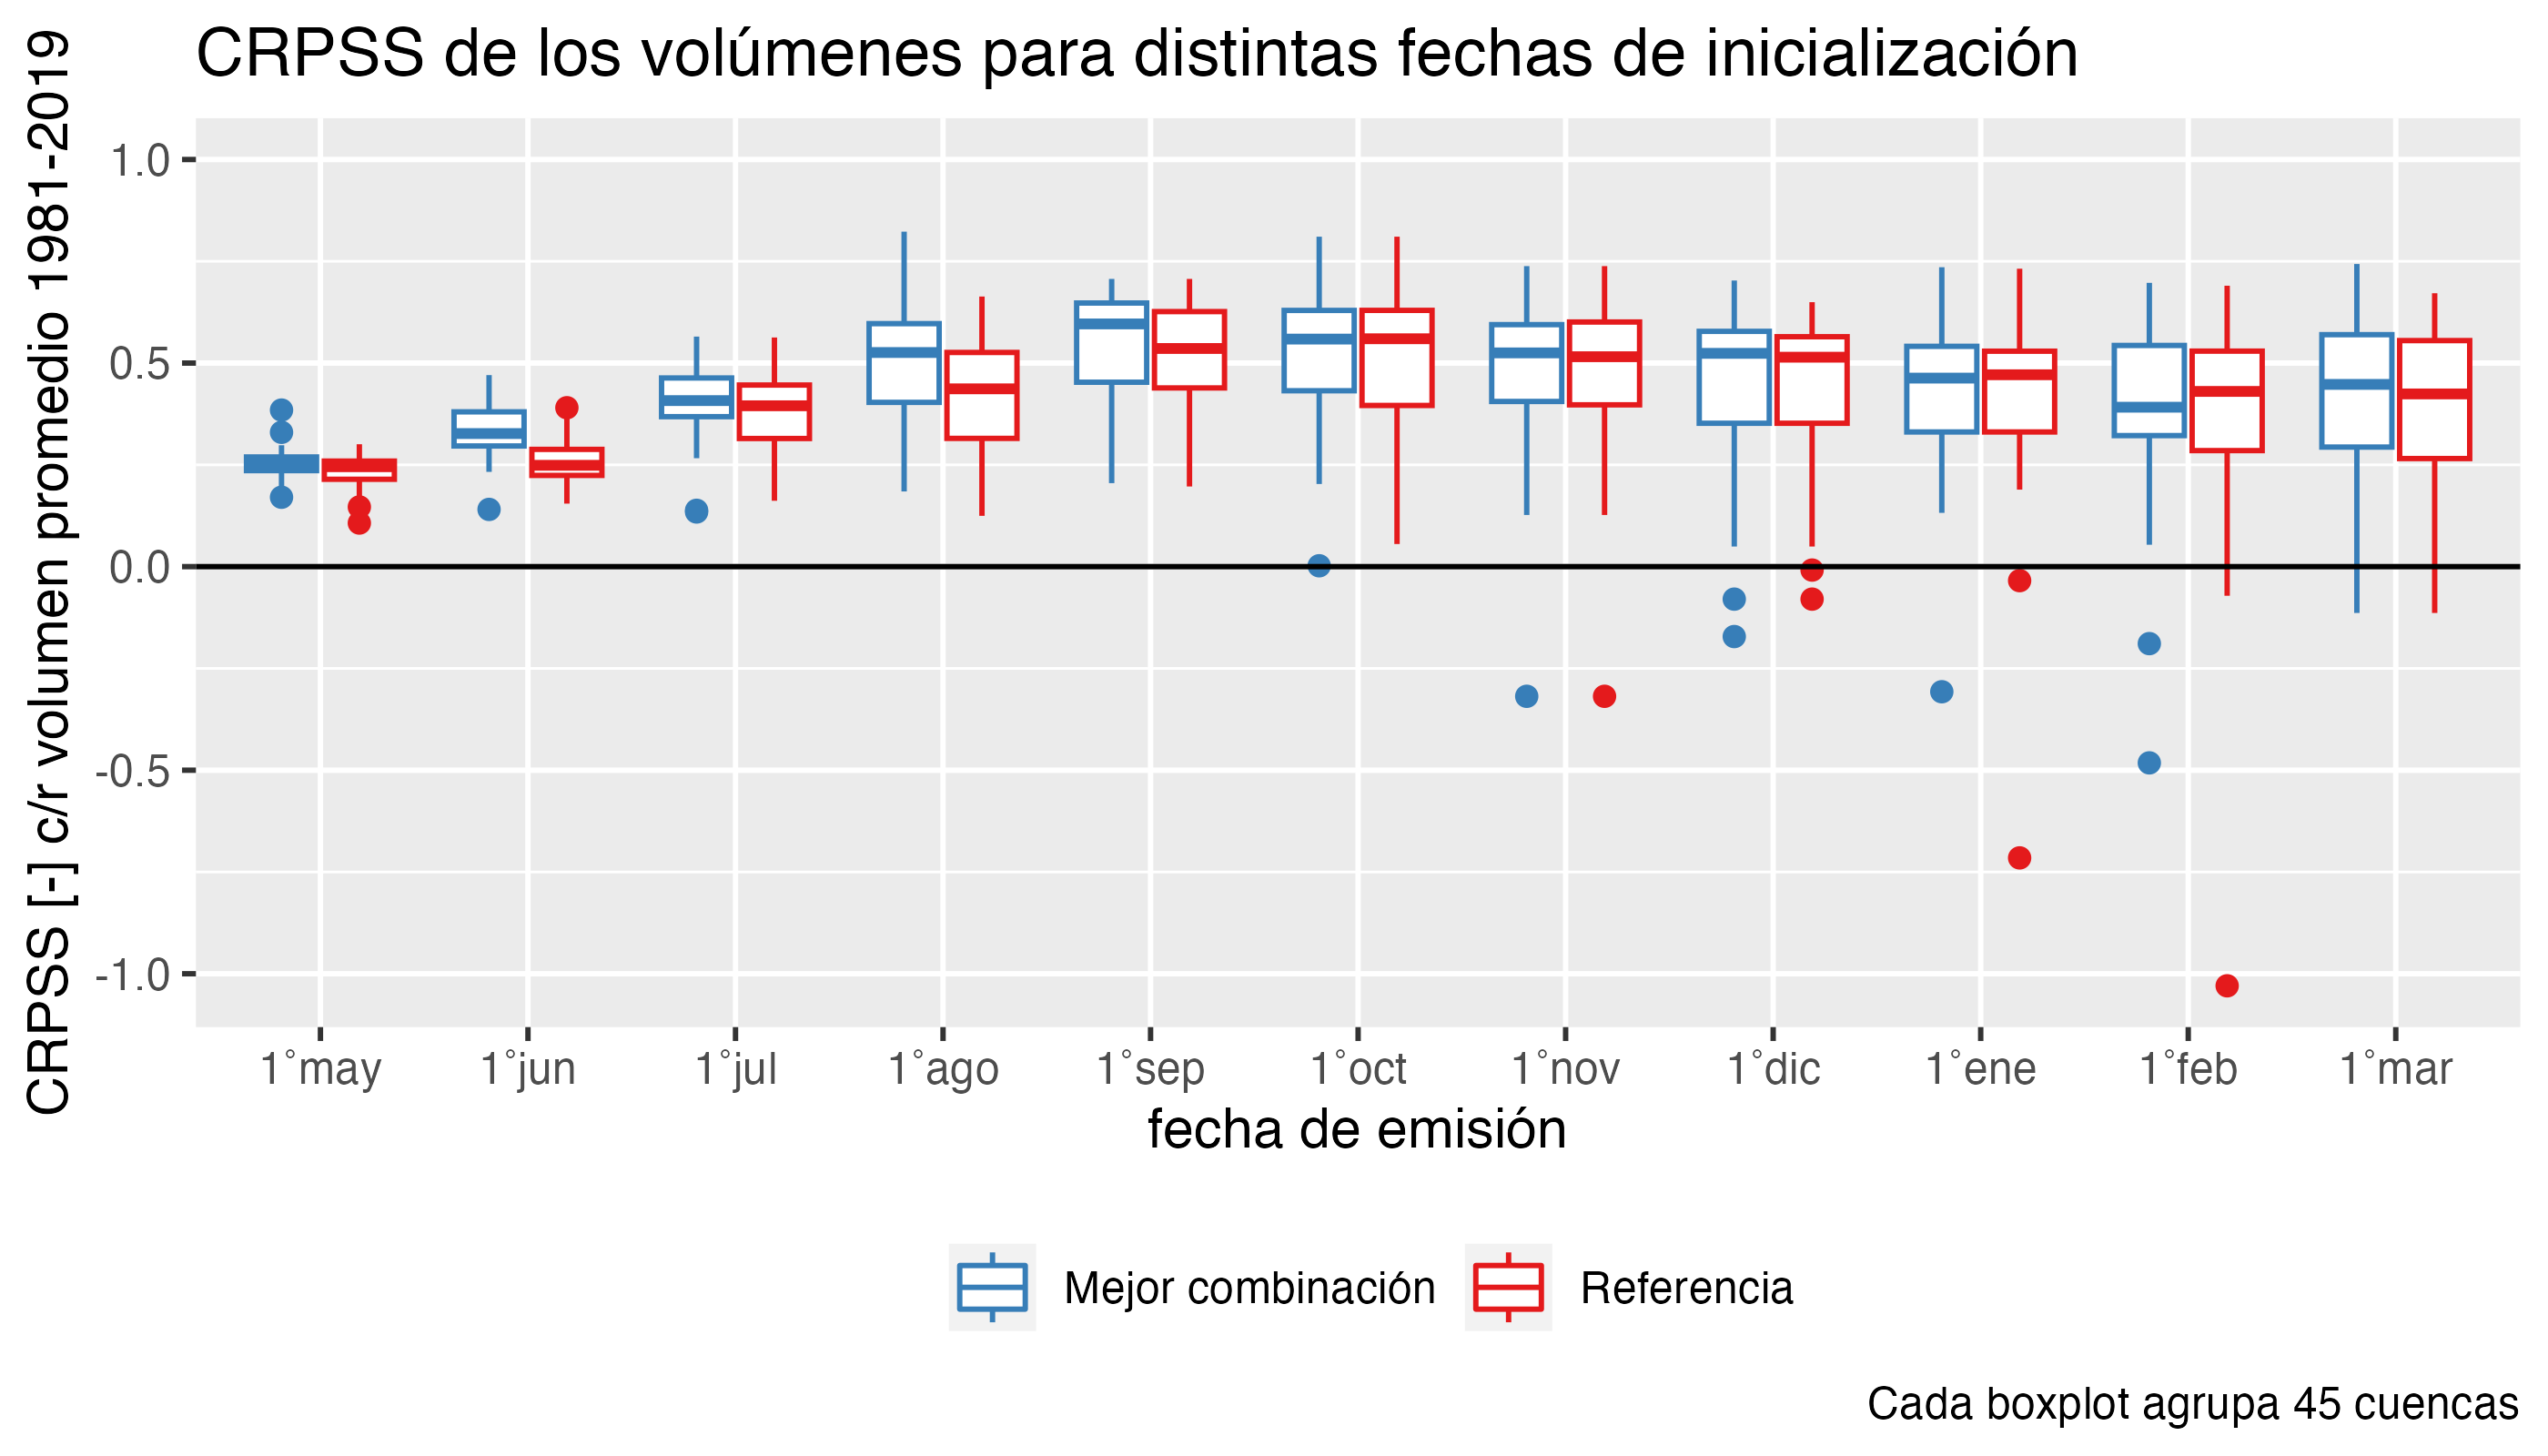 CRPSS de los volúmenes para distintas fechas de inicialización
CRPSS [-] c/r volumen promedio 1981-2019
1.0
0.5
0.0
-0.5
-1.0
1°may 1°jun 1°jul 1°ago 1°sep 1°oct 1°nov 1°dic 1°ene 1°feb 1°mar
fecha de emisión
Mejor combinación Referencia
Cada boxplot agrupa 45 cuencas